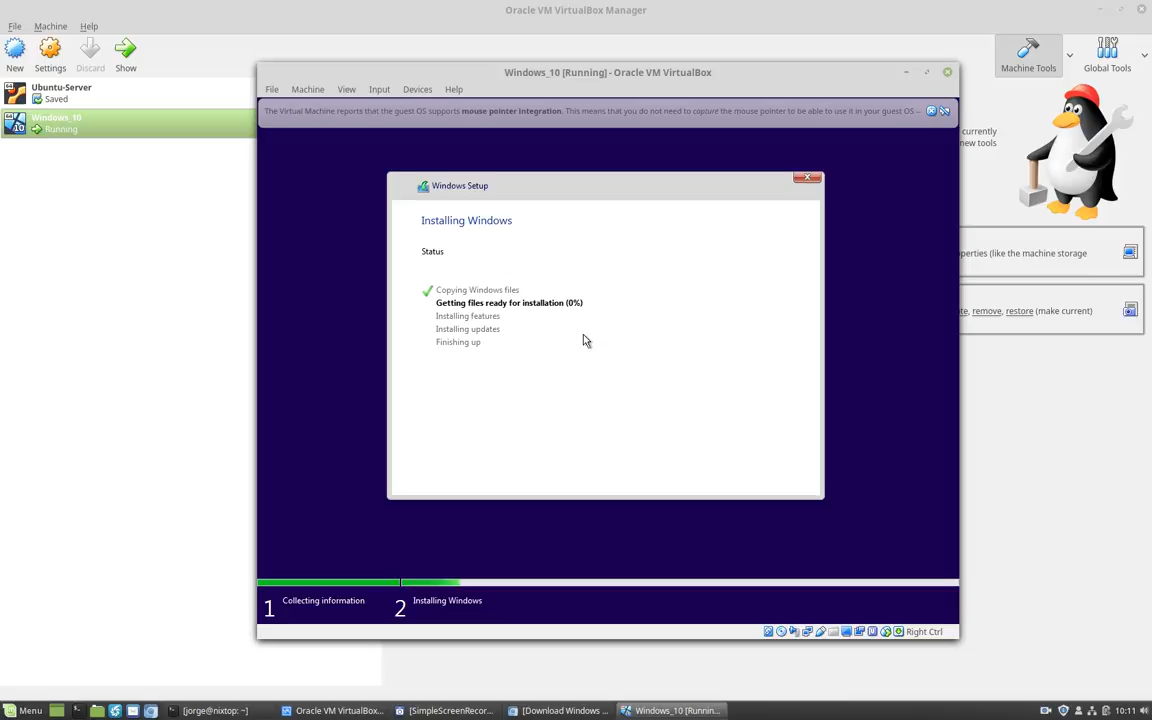 Oracle VM VirtualBox Manager
File Machine Help
New Settings Discard Show
Machine Tools Global Tools
Ubuntu-Server
Saved
Windows_10
Running
Windows_10 [Running] - Oracle VM VirtualBox
File Machine View Input Devices Help
The Virtual Machine reports that the guest OS supports mouse pointer integration. This means that you do not need to capture the mouse pointer to be able to use it in your guest OS —
currently
new tools
Windows Setup
Installing Windows
Status
Copying Windows files
Getting files ready for installation (0%)
Installing features
Installing updates
Finishing up
perties (like the machine storage
te, remove, restore (make current)
1 Collecting information 2 Installing Windows
Right Ctrl
Menu [jorge@nixtop: ~] Oracle VM VirtualBox... [SimpleScreenRecor... [Download Windows ... Windows_10 [Runnin... 10:11